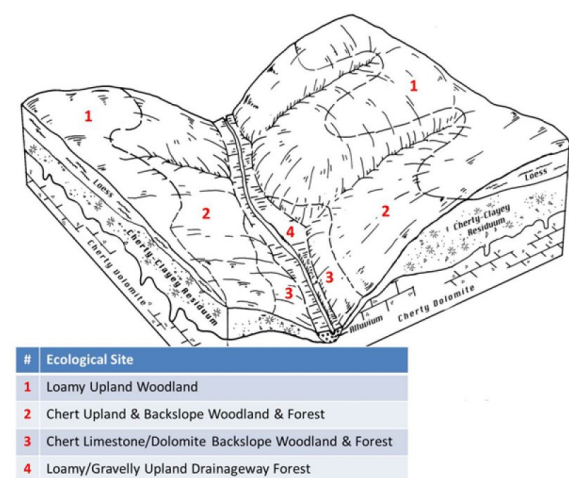 1
1
Loess
2
2
Loess
Cherty-Clayey
Residuum
4
Cherty-Clayey Residuum
3
3
Cherty Dolomite
Alluvium
Cherty Dolomite
# Ecological Site
1 Loamy Upland Woodland
2 Chert Upland & Backslope Woodland & Forest
3 Chert Limestone/Dolomite Backslope Woodland & Forest
4 Loamy/Gravelly Upland Drainageway Forest